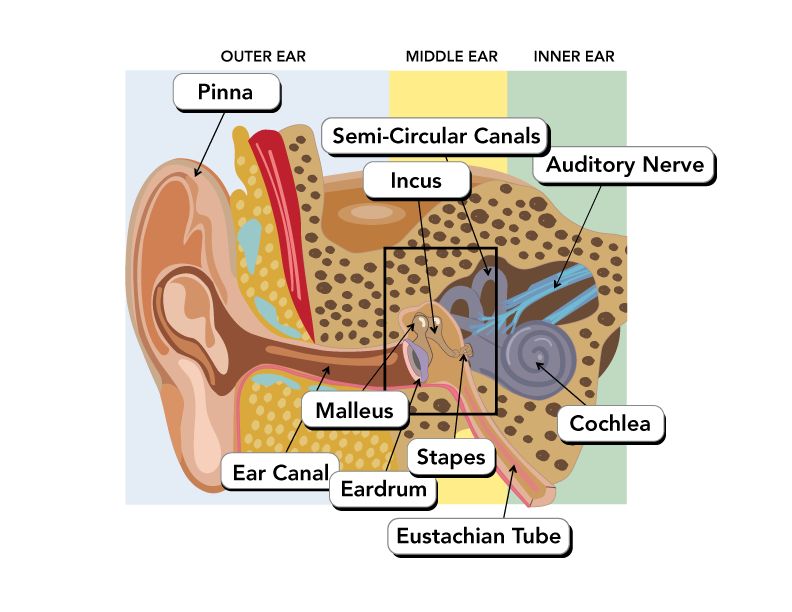 OUTER EAR
MIDDLE EAR
INNER EAR
Pinna
Semi-Circular Canals
Auditory Nerve
Incus
Malleus
Cochlea
Stapes
Ear Canal
Eardrum
Eustachian Tube